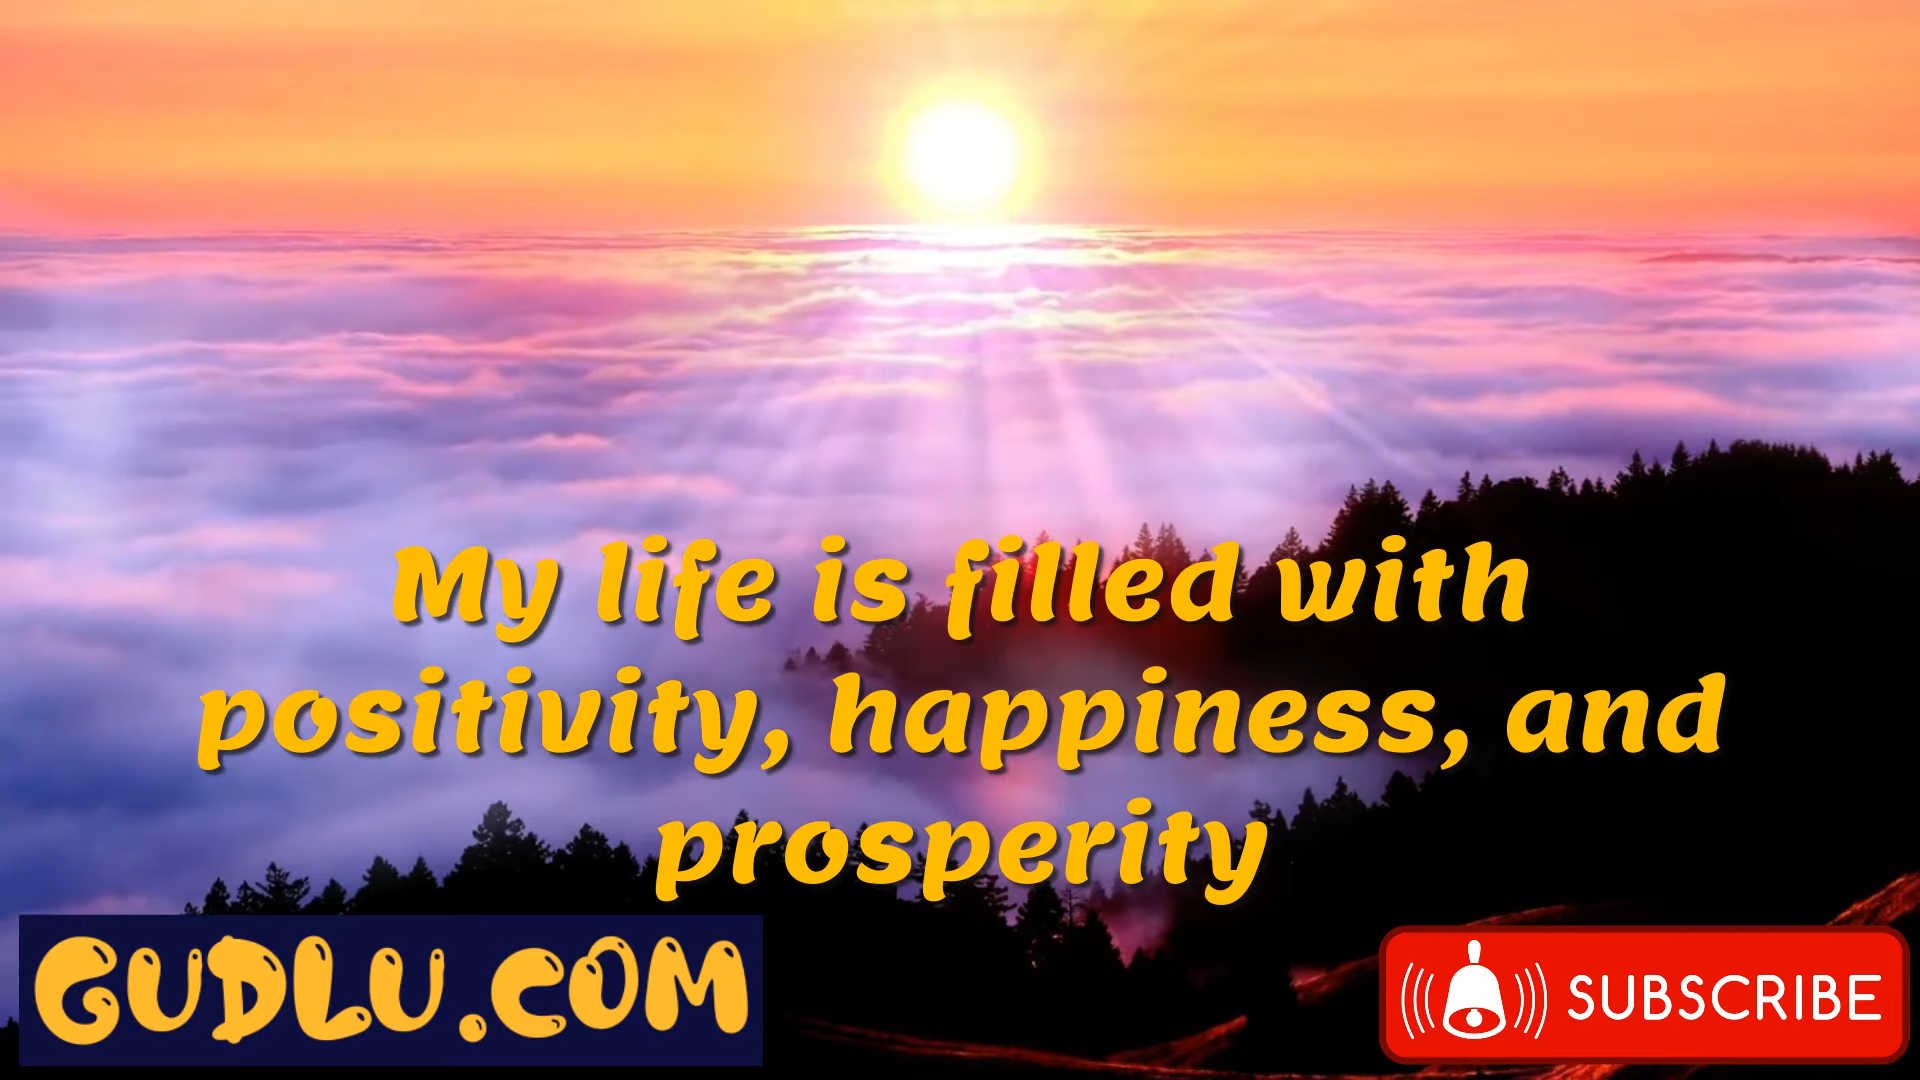 My life is filled with
positivity, happiness, and
prosperity
GUDLU.COM
SUBSCRIBE